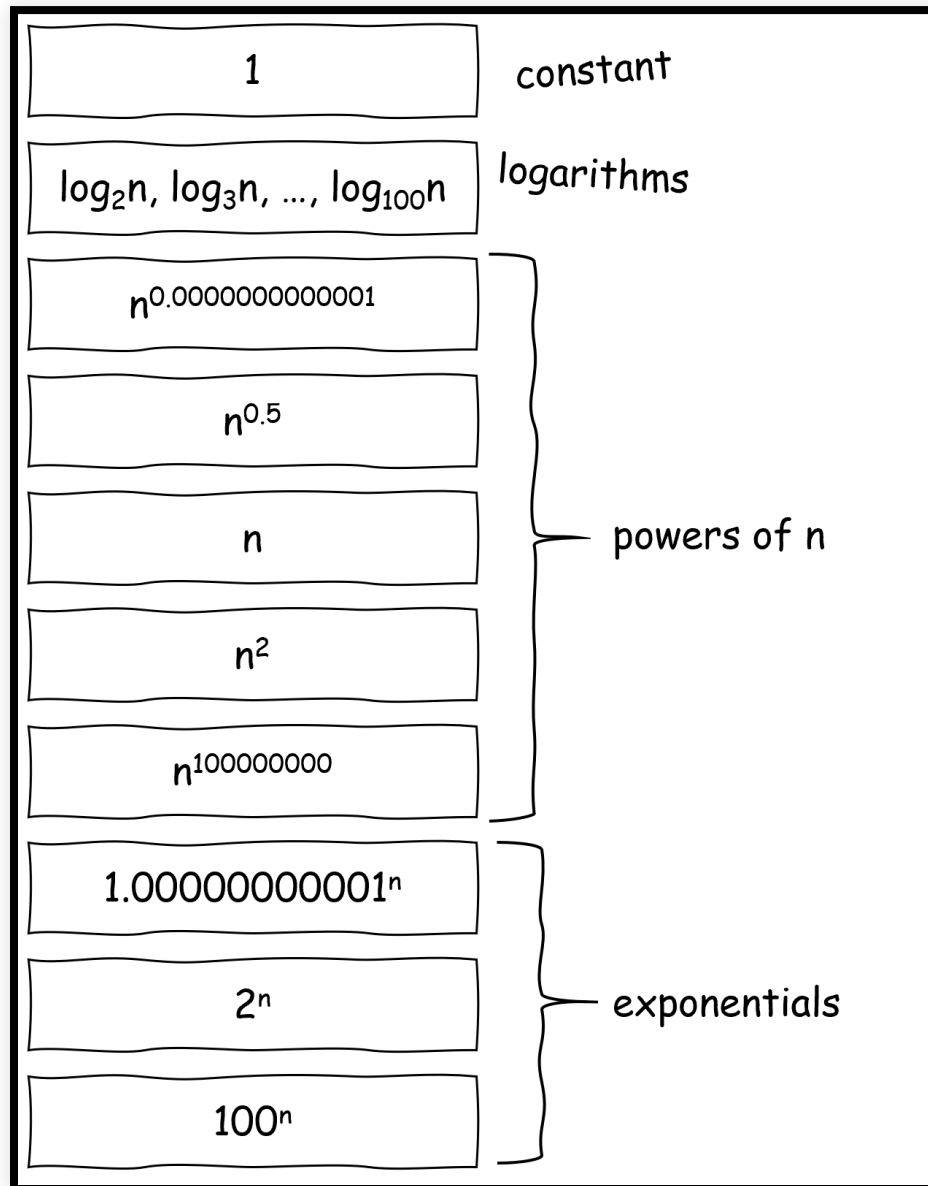 1 constant
log₂n, log₃n, ..., log₁₀₀n logarithms
n^0.0000000000001
n^0.5
n powers of n
n²
n^100000000
1.00000000001ⁿ
2ⁿ exponentials
100ⁿ